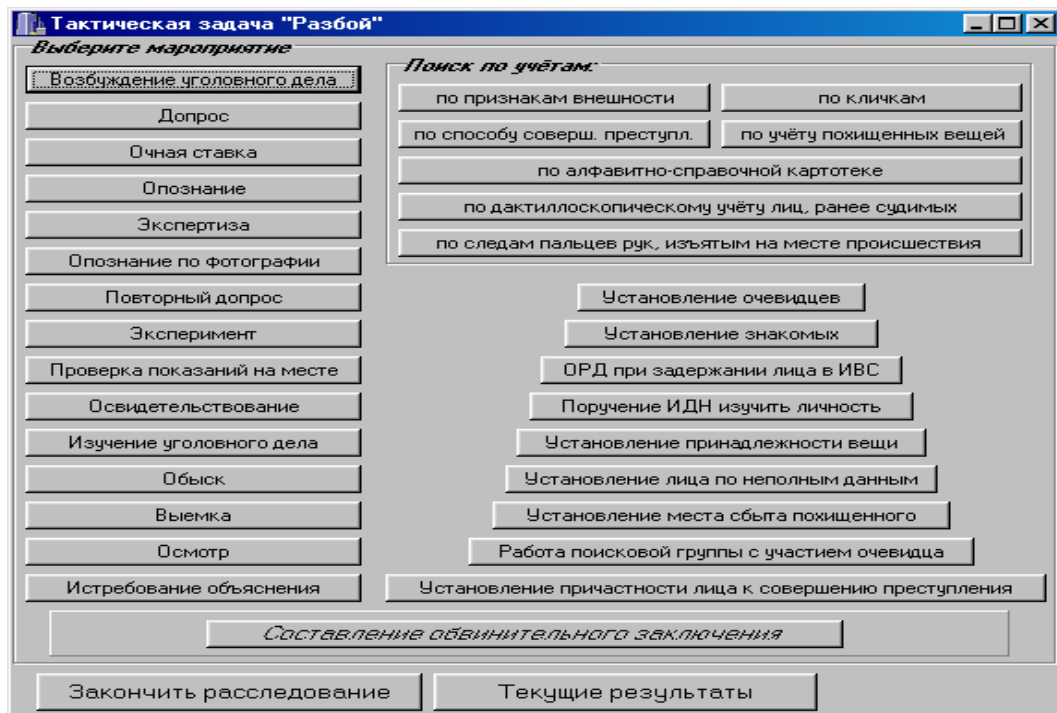 Тактическая задача "Разбой"
Выберите мароприятие
Возбуждение уголовного дела
Допрос
Очная ставка
Опознание
Экспертиза
Опознание по фотографии
Повторный допрос
Эксперимент
Проверка показаний на месте
Освидетельствование
Изучение уголовного дела
Обыск
Выемка
Осмотр
Истребование объяснения
Поиск по учётам:
по признакам внешности
по кличкам
по способу соверш. преступл.
по учёту похищенных вещей
по алфавитно-справочной картотеке
по дактиллоскопическому учёту лиц, ранее судимых
по следам пальцев рук, изъятым на месте происшествия
Установление очевидцев
Установление знакомых
ОРД при задержании лица в ИВС
Поручение ИДН изучить личность
Установление принадлежности вещи
Установление лица по неполным данным
Установление места сбыта похищенного
Работа поисковой группы с участием очевидца
Установление причастности лица к совершению преступления
Составление обвинительного заключения
Закончить расследование
Текущие результаты